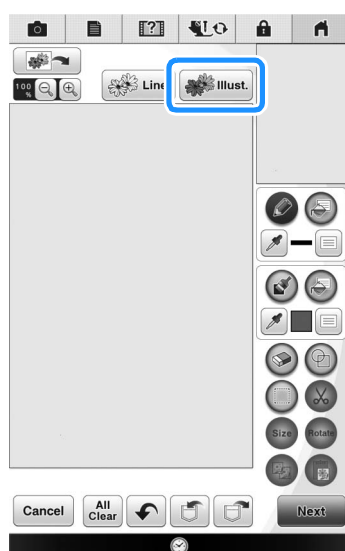 ?
100
%
Line
Illust.
Size Rotate
Cancel
All
Clear
Next